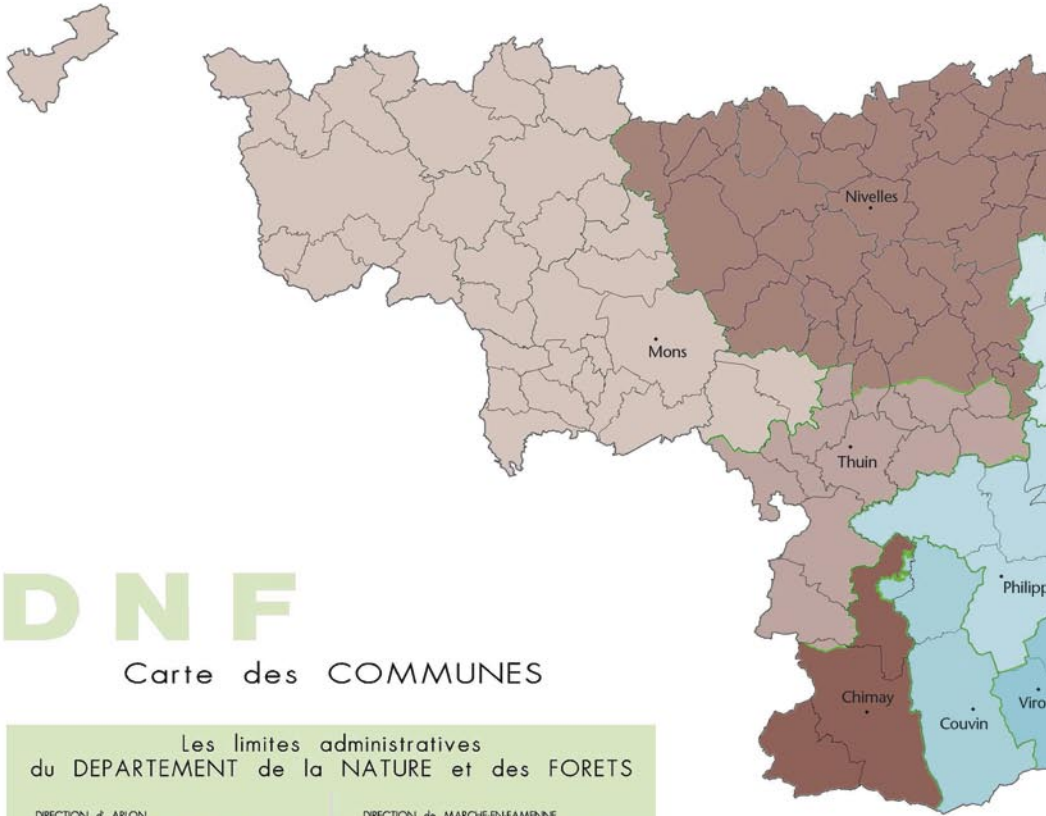 Nivelles
Mons
Thuin
Philipp
Chimay
Couvin
Viro
DNF
Carte des COMMUNES
Les limites administratives
du DEPARTEMENT de la NATURE et des FORETS
DIRECTION d' ARLON
DIRECTION de MARCHE-EN-FAMENNE